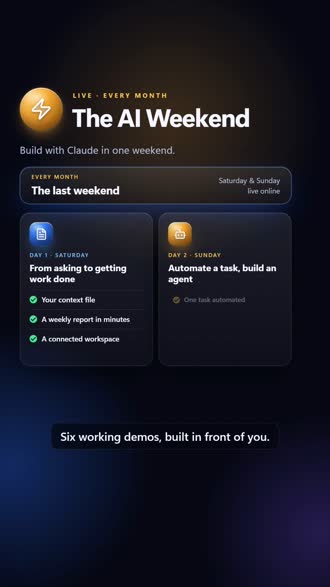 LIVE · EVERY MONTH
The AI Weekend
Build with Claude in one weekend.
EVERY MONTH
The last weekend
Saturday & Sunday
live online
DAY 1 · SATURDAY
From asking to getting
work done
Your context file
A weekly report in minutes
A connected workspace
DAY 2 · SUNDAY
Automate a task, build an
agent
One task automated
Six working demos, built in front of you.